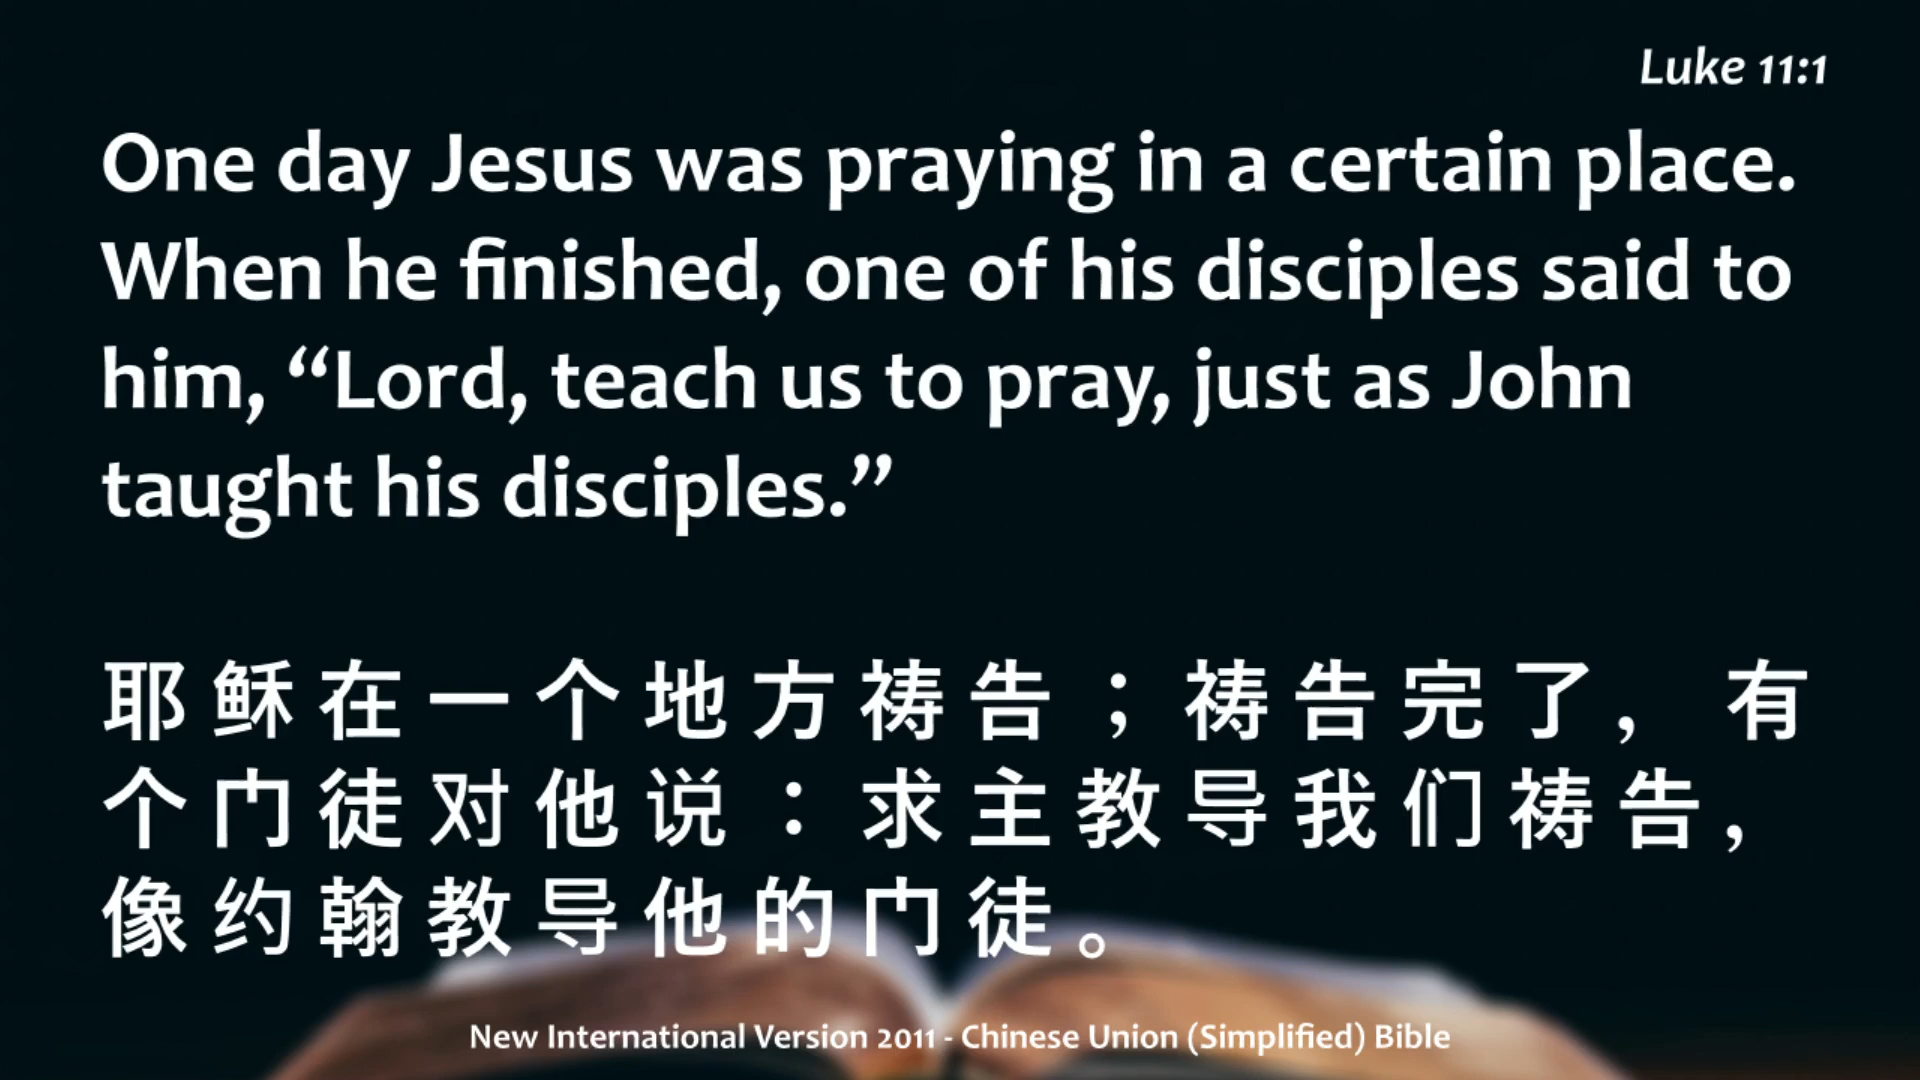 Luke 11:1
One day Jesus was praying in a certain place.
When he finished, one of his disciples said to
him, “Lord, teach us to pray, just as John
taught his disciples.”
耶稣在一个地方祷告；祷告完了，有
个门徒对他说：求主教导我们祷告，
像约翰教导他的门徒。
New International Version 2011 - Chinese Union (Simplified) Bible